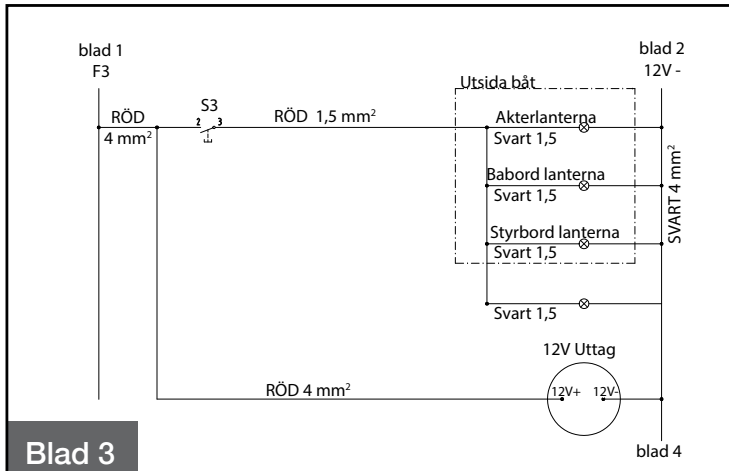 blad 1
F3
blad 2
12V -
Utsida båt
RÖD
4 mm²
S3
2 3
E
RÖD 1,5 mm²
Akterlanterna
Svart 1,5
Babord lanterna
Svart 1,5
Styrbord lanterna
Svart 1,5
Svart 1,5
SVART 4 mm²
12V Uttag
RÖD 4 mm²
12V+ 12V-
Blad 3
blad 4